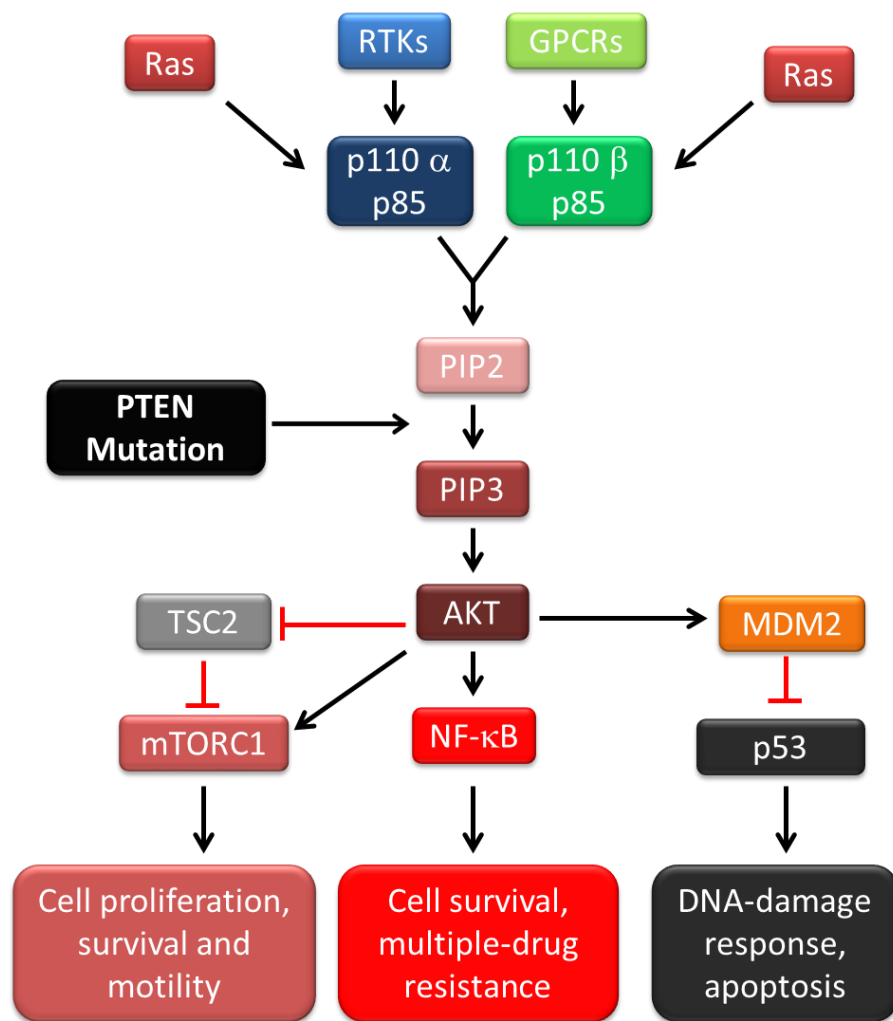 Ras
RTKs
GPCRs
Ras
p110 α
p85
p110 β
p85
PIP2
PTEN
Mutation
PIP3
TSC2
AKT
MDM2
mTORC1
NF-κB
p53
Cell proliferation,
survival and
motility
Cell survival,
multiple-drug
resistance
DNA-damage
response,
apoptosis